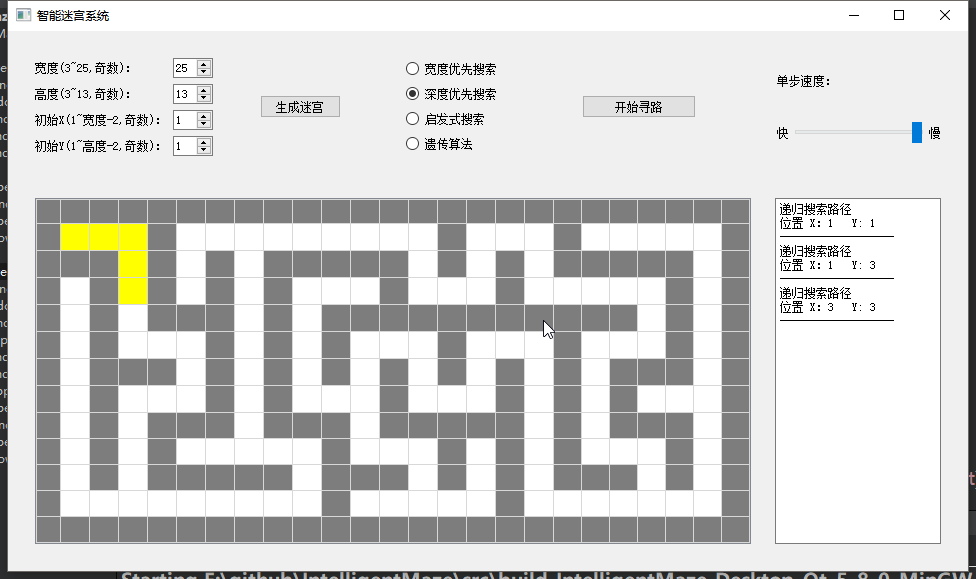 智能迷宫系统
宽度(3~25,奇数):
25
高度(3~13,奇数):
13
初始X(1~宽度-2,奇数):
1
初始Y(1~高度-2,奇数):
1
生成迷宫
宽度优先搜索
深度优先搜索
启发式搜索
遗传算法
开始寻路
单步速度:
快
慢
递归搜索路径
位置 X: 1 Y: 1
递归搜索路径
位置 X: 1 Y: 3
递归搜索路径
位置 X: 3 Y: 3